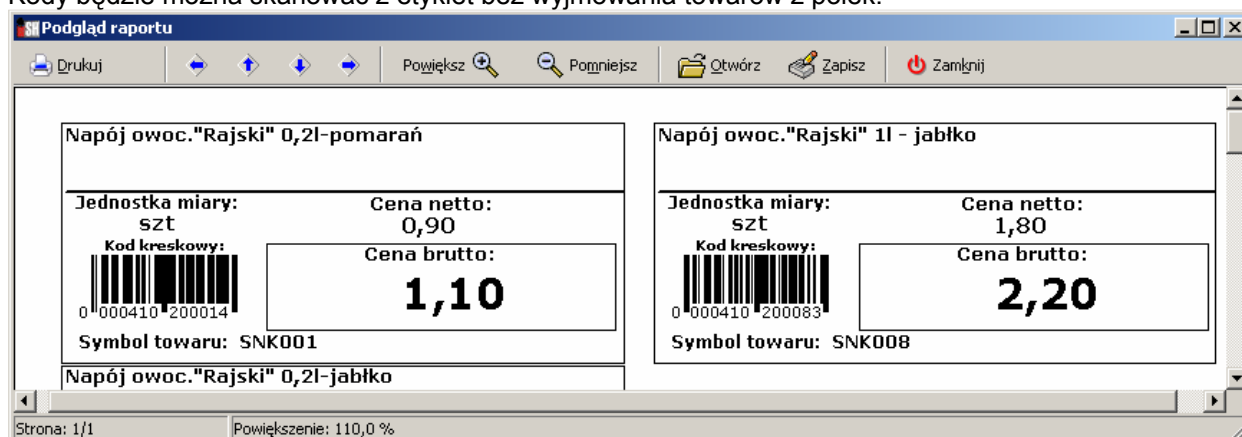 Kody będzie można skanować z etykiet bez wyjmowania towarów z półek.
Podgląd raportu
Drukuj Powiększ Pomniejsz Otwórz Zapisz Zamknij
Napój owoc."Rajski" 0,2l-pomarań
Jednostka miary: Cena netto:
szt 0,90
Kod kreskowy: Cena brutto:
1,10
0 000410 200014
Symbol towaru: SNK001
Napój owoc."Rajski" 1l - jabłko
Jednostka miary: Cena netto:
szt 1,80
Kod kreskowy: Cena brutto:
2,20
0 000410 200083
Symbol towaru: SNK008
Napój owoc."Rajski" 0,2l-jabłko
Strona: 1/1 Powiększenie: 110,0 %